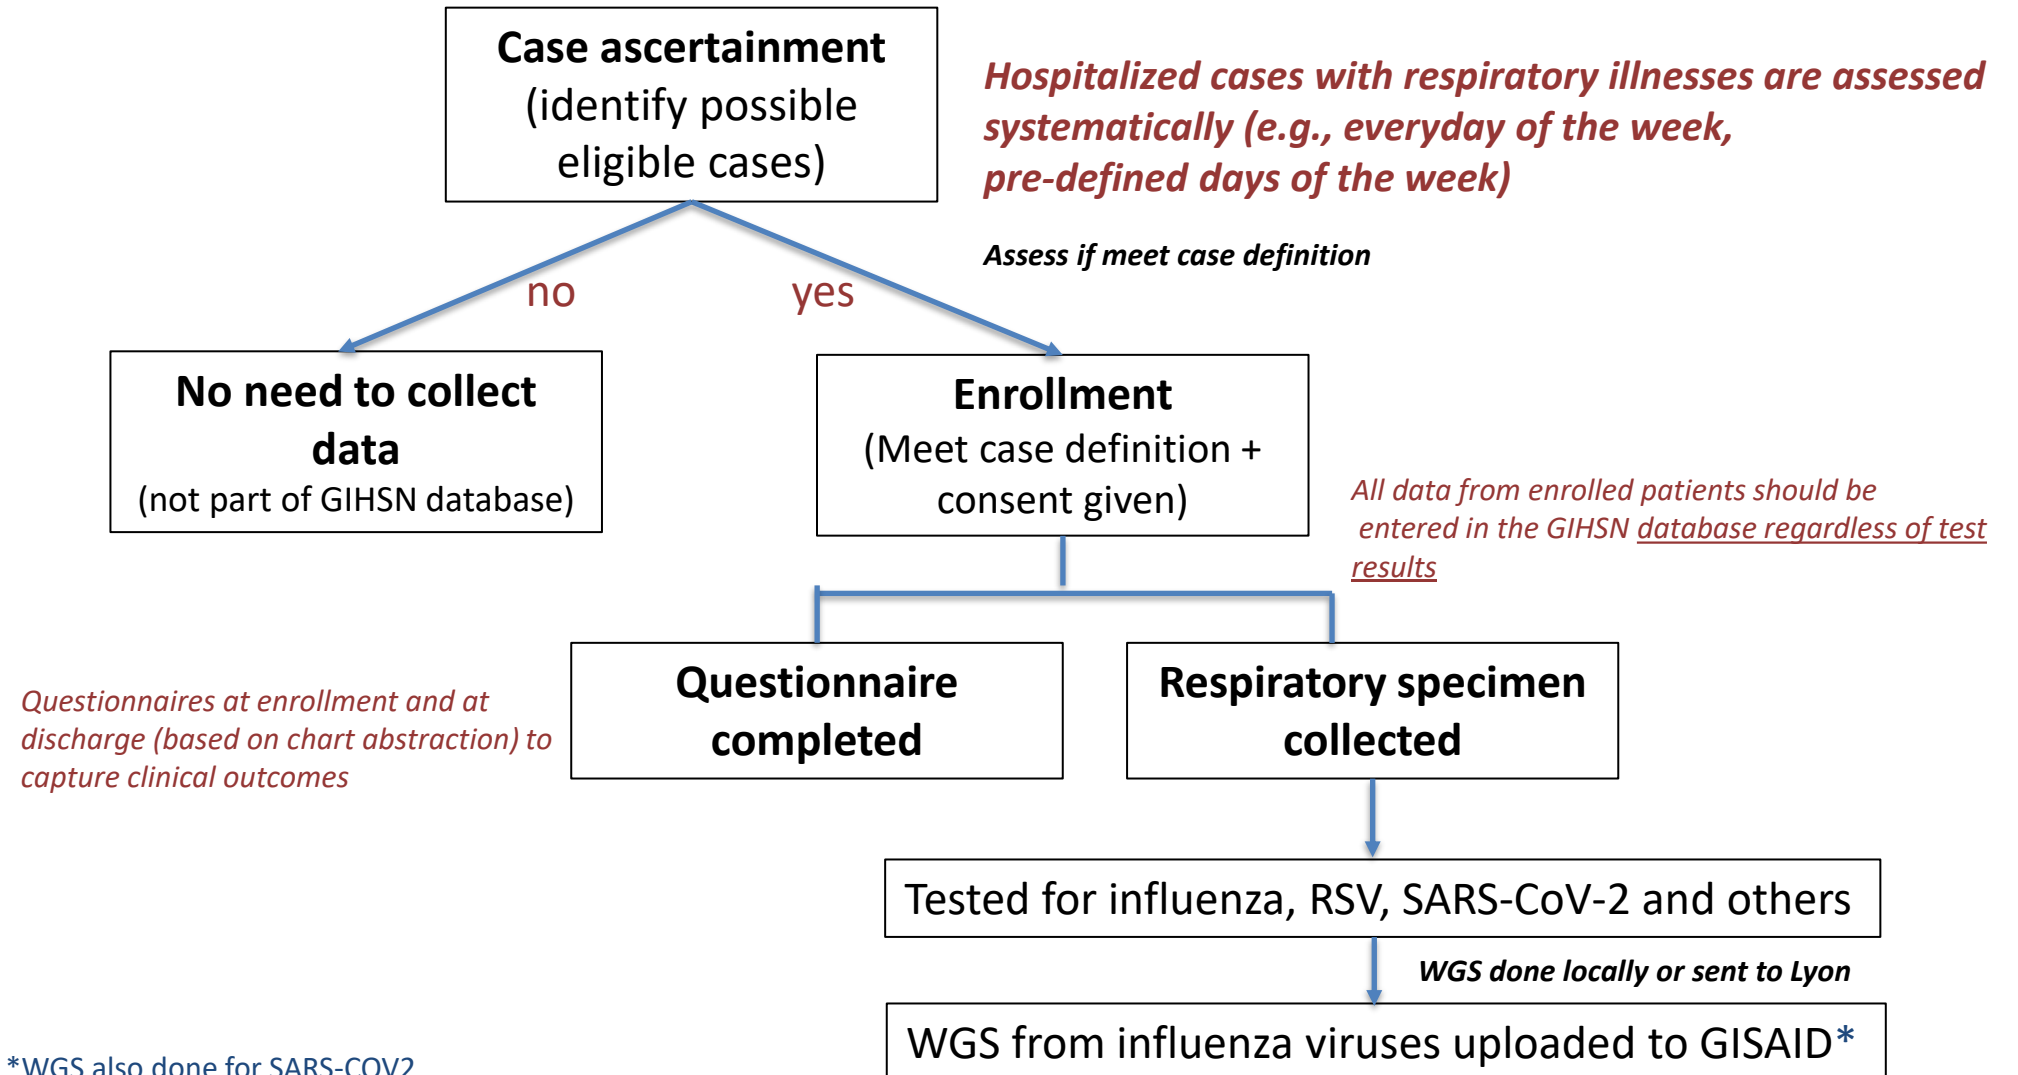 Case ascertainment
(identify possible
eligible cases)
Hospitalized cases with respiratory illnesses are assessed
systematically (e.g., everyday of the week,
pre-defined days of the week)
Assess if meet case definition
no
yes
No need to collect
data
(not part of GIHSN database)
Enrollment
(Meet case definition +
consent given)
All data from enrolled patients should be
entered in the GIHSN database regardless of test
results
Questionnaires at enrollment and at
discharge (based on chart abstraction) to
capture clinical outcomes
Questionnaire
completed
Respiratory specimen
collected
Tested for influenza, RSV, SARS-CoV-2 and others
WGS done locally or sent to Lyon
WGS from influenza viruses uploaded to GISAID*
*WGS also done for SARS-COV2